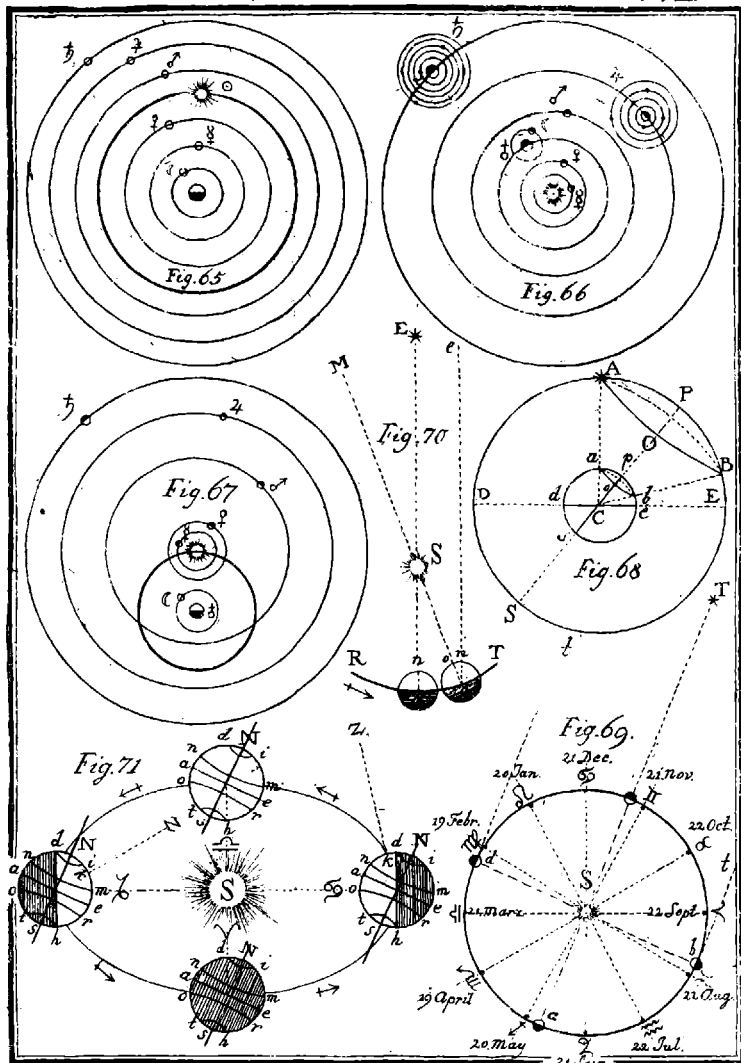 ♄ ♃ ♂ ☉
♀ ☿
☾
Fig. 65
♄ ♃
♂
♁ ♀
☿
Fig. 66
♄ ♃
♂
Fig. 67
☿ ♀
☾ ♁
M E e
Fig. 70
S
R n o n T
A P
O
a p B
o b
D d C e E
s
Fig. 68
S
t
T
Fig. 71
d N i
n a o m e r
t s h
♎
Z
N
d N i
n k a o m e r
t s h
♑ S ♋
k d N i
n a o m e r
t s h
♈
d N i
n a o m e r
t s h
Fig. 69.
21 Dec.
♋
20 Jan. 21 Nov.
♌ ♊
19 Febr. 22 Oct.
♍ ♉
d t
S
21 Marz 22 Sept
♎ ♈
b
19 April 22 Aug.
♏
a
20 May 22 Jul.
♒
♑